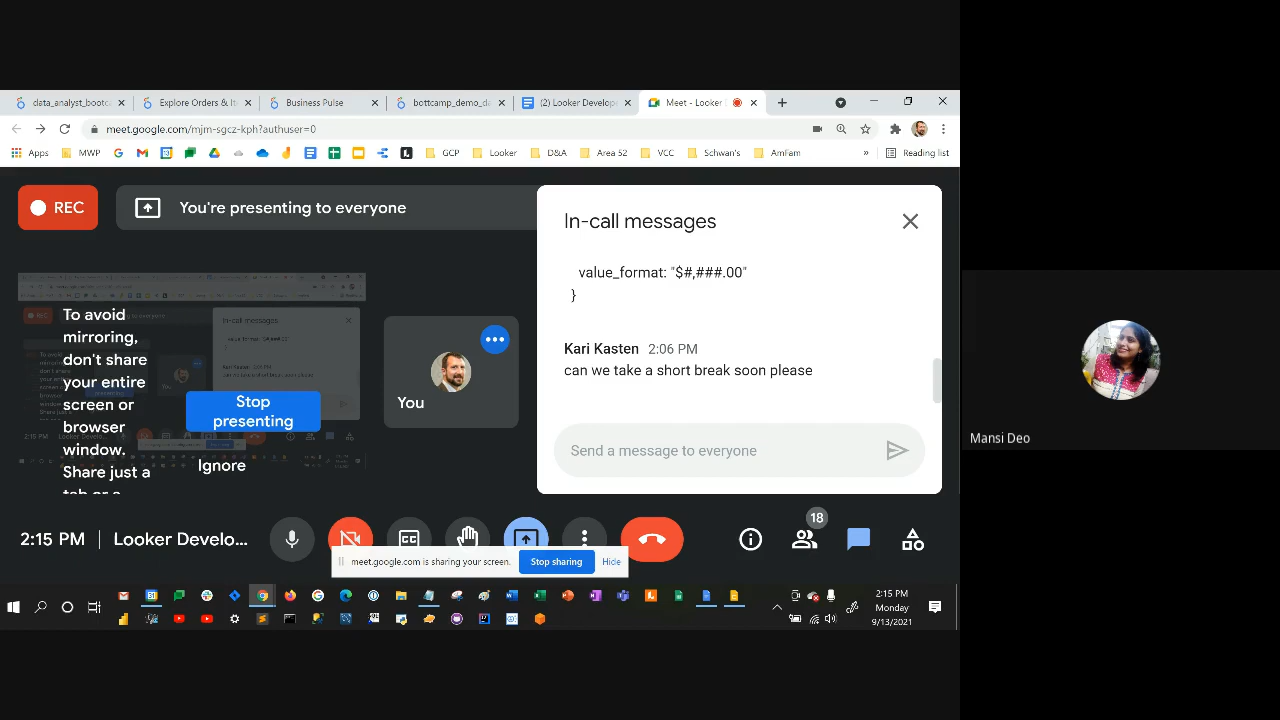 data_analyst_bootc
Explore Orders & It
Business Pulse
bottcamp_demo_d
(2) Looker Develop
Meet - Looker
meet.google.com/mjm-sgcz-kph?authuser=0
Apps
MWP
GCP
Looker
D&A
Area 52
VCC
Schwan's
AmFam
»
Reading list
REC
You're presenting to everyone
In-call messages
value_format: "$#,###.00"
}
Kari Kasten 2:06 PM
can we take a short break soon please
Send a message to everyone
To avoid
mirroring,
don't share
your entire
screen or
browser
window.
Share just a
Stop
presenting
Ignore
You
Mansi Deo
2:15 PM | Looker Develo...
CC
18
meet.google.com is sharing your screen.
Stop sharing
Hide
2:15 PM
Monday
9/13/2021